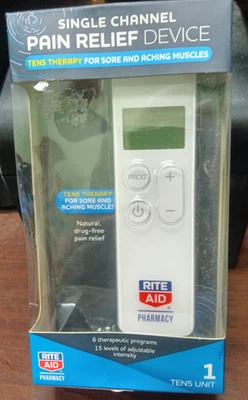 SINGLE CHANNEL
PAIN RELIEF DEVICE
TENS THERAPY FOR SORE AND ACHING MUSCLES
PROG
+
−
TENS THERAPY
FOR SORE AND
ACHING MUSCLES
Natural,
drug-free
pain relief
RITE
AID
PHARMACY
6 therapeutic programs
15 levels of adjustable
intensity
RITE
AID
PHARMACY
1
TENS UNIT